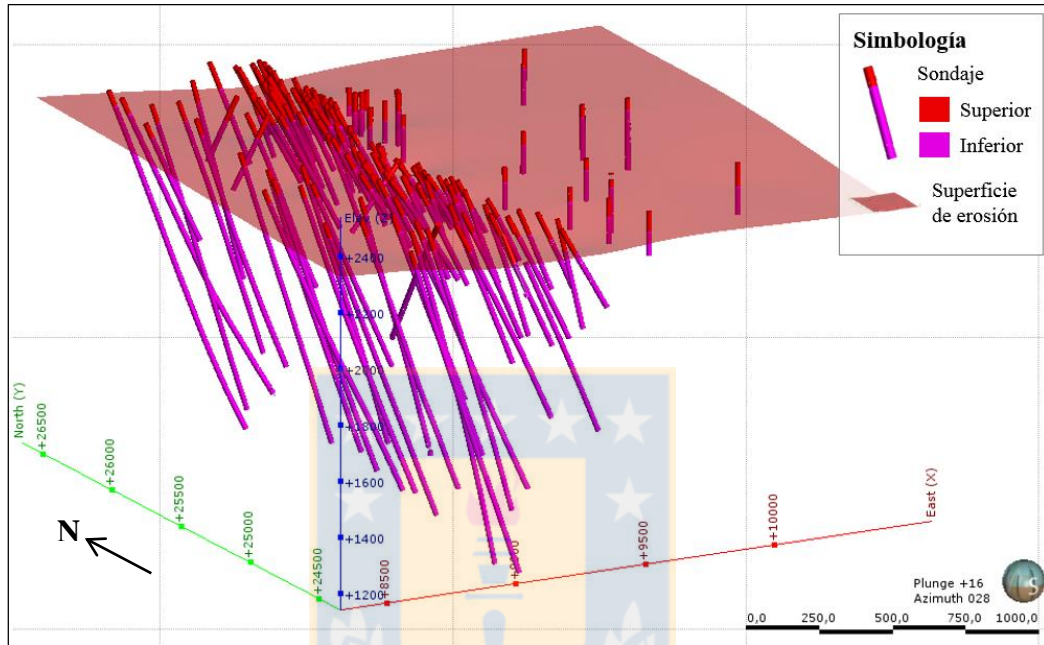 Simbología
Sondaje
Superior
Inferior
Superficie
de erosión
Elev (Z)
+2400
+2200
+2000
+1800
+1600
+1400
+1200
North (Y)
+26500
+26000
+25500
+25000
+24500
N
+8500
+9000
+9500
+10000
East (X)
Plunge +16
Azimuth 028
S
0,0 250,0 500,0 750,0 1000,0